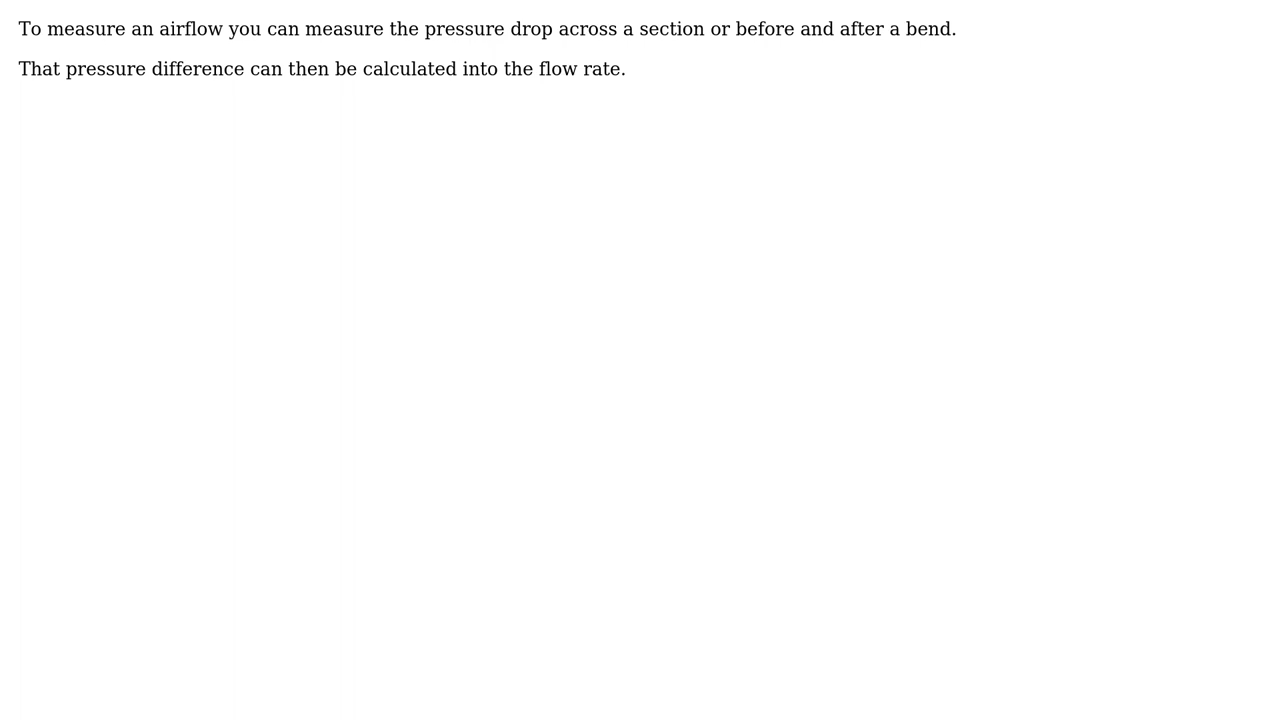 To measure an airflow you can measure the pressure drop across a section or before and after a bend.
That pressure difference can then be calculated into the flow rate.